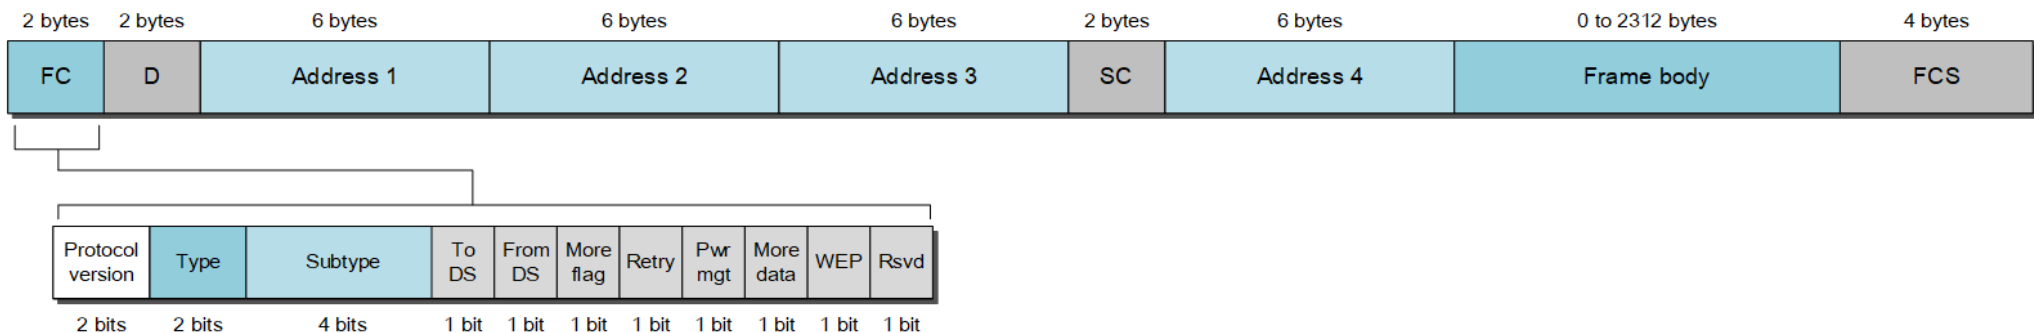 2 bytes 2 bytes 6 bytes 6 bytes 6 bytes 2 bytes 6 bytes 0 to 2312 bytes 4 bytes
FC D Address 1 Address 2 Address 3 SC Address 4 Frame body FCS
Protocol version Type Subtype To DS From DS More flag Retry Pwr mgt More data WEP Rsvd
2 bits 2 bits 4 bits 1 bit 1 bit 1 bit 1 bit 1 bit 1 bit 1 bit 1 bit